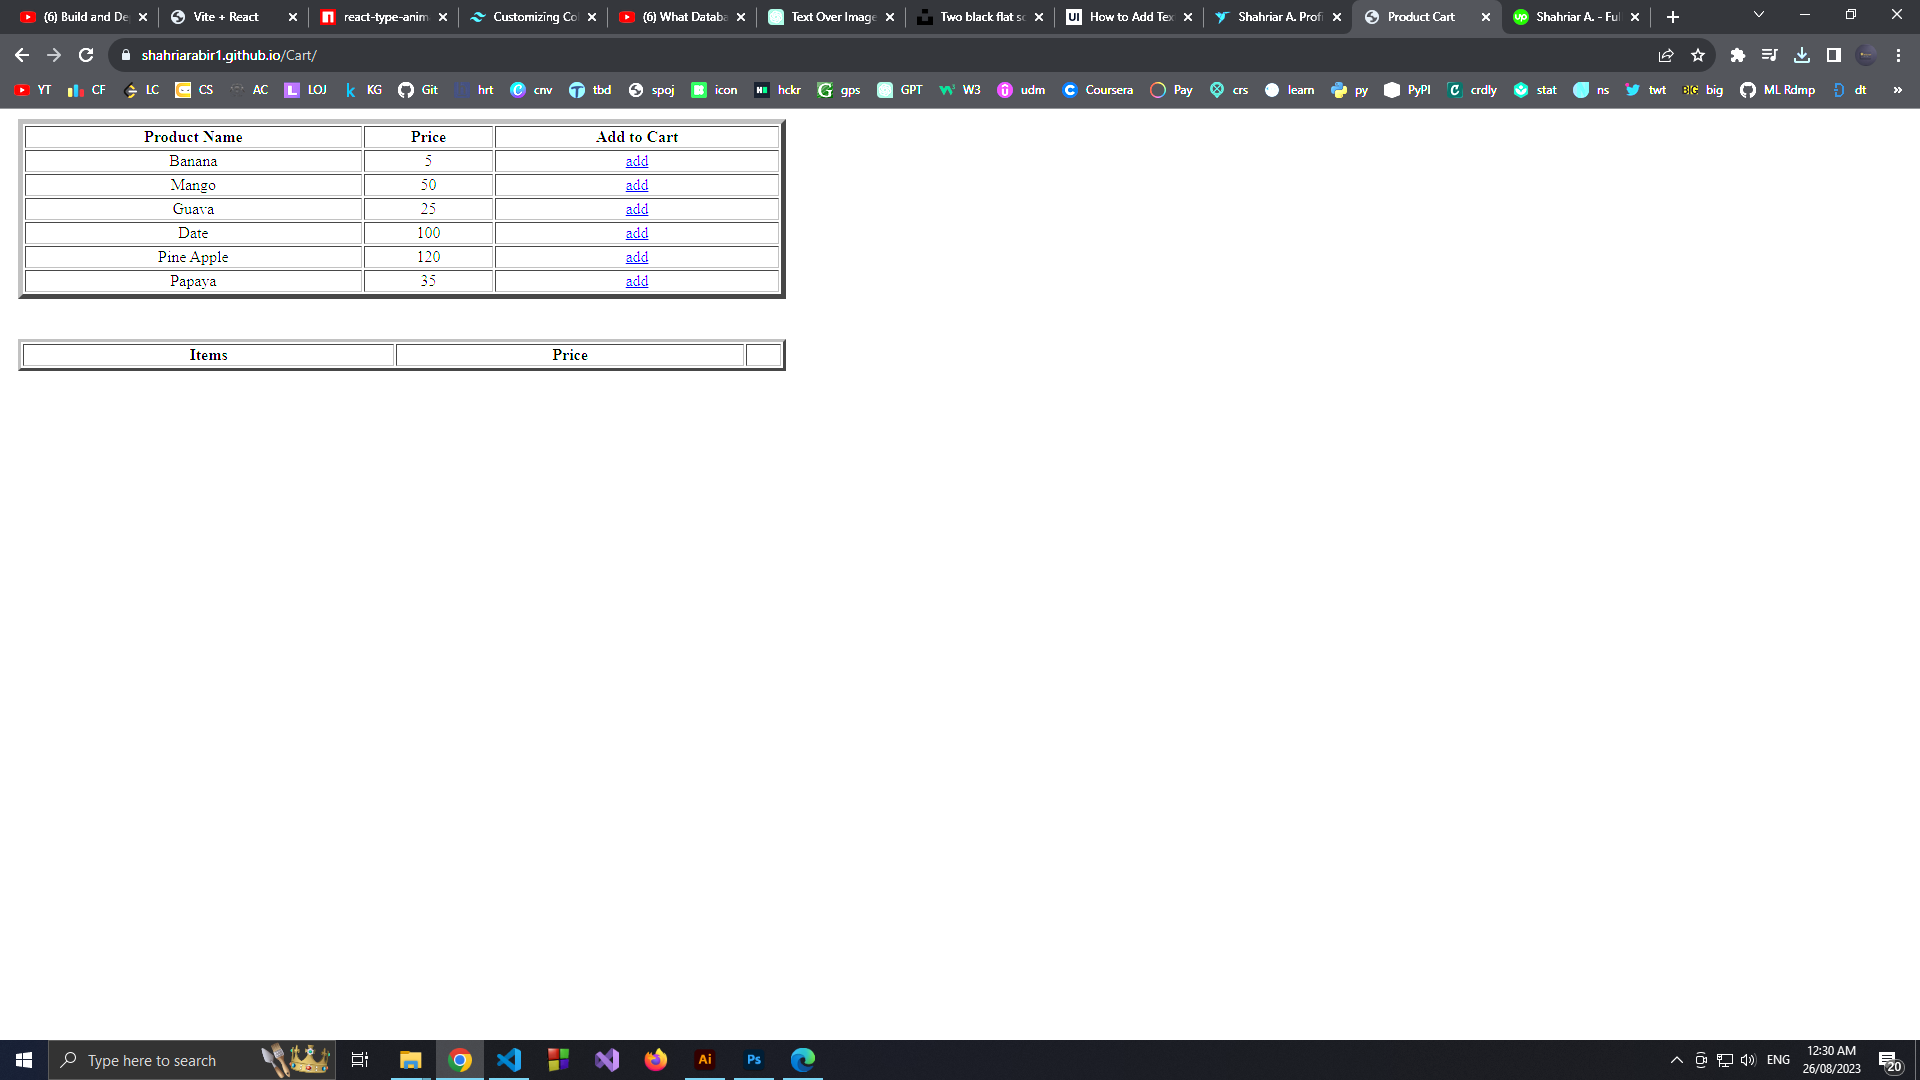 (6) Build and De
Vite + React
react-type-anim
Customizing Co
(6) What Databa
Text Over Image
Two black flat sc
How to Add Tex
Shahriar A. Profi
Product Cart
Shahriar A. - Ful
shahriarabir1.github.io/Cart/
YT CF LC CS AC LOJ KG Git hrt cnv tbd spoj icon hckr gps GPT W3 udm Coursera Pay crs learn py PyPI crdly stat ns twt big ML Rdmp dt »
Product Name Price Add to Cart
Banana 5 add
Mango 50 add
Guava 25 add
Date 100 add
Pine Apple 120 add
Papaya 35 add
Items Price
Type here to search
Ai
Ps
ENG
12:30 AM
26/08/2023
20